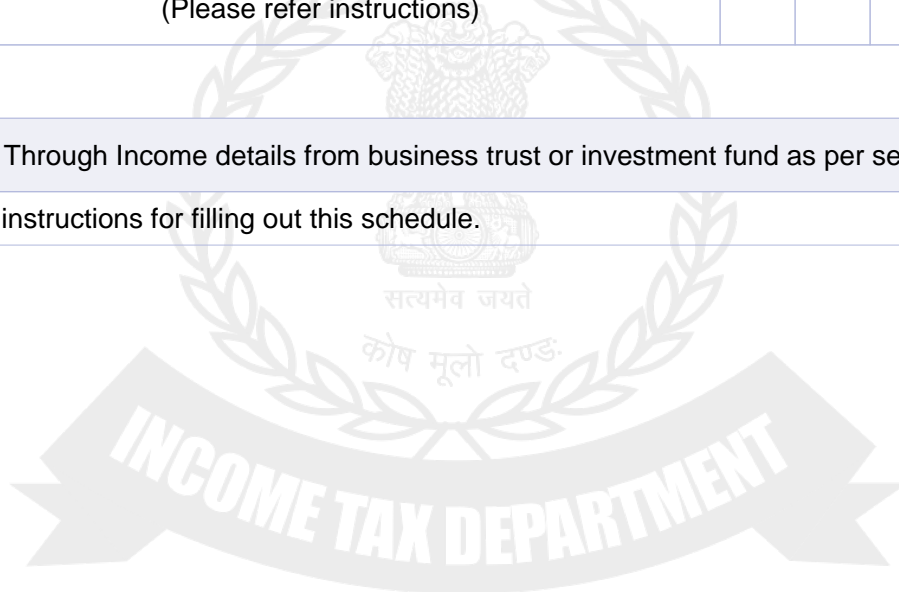 (Please refer instructions)
Through Income details from business trust or investment fund as per se
instructions for filling out this schedule.
सत्यमेव जयते
कोष मूलो दण्डः
INCOME TAX DEPARTMENT